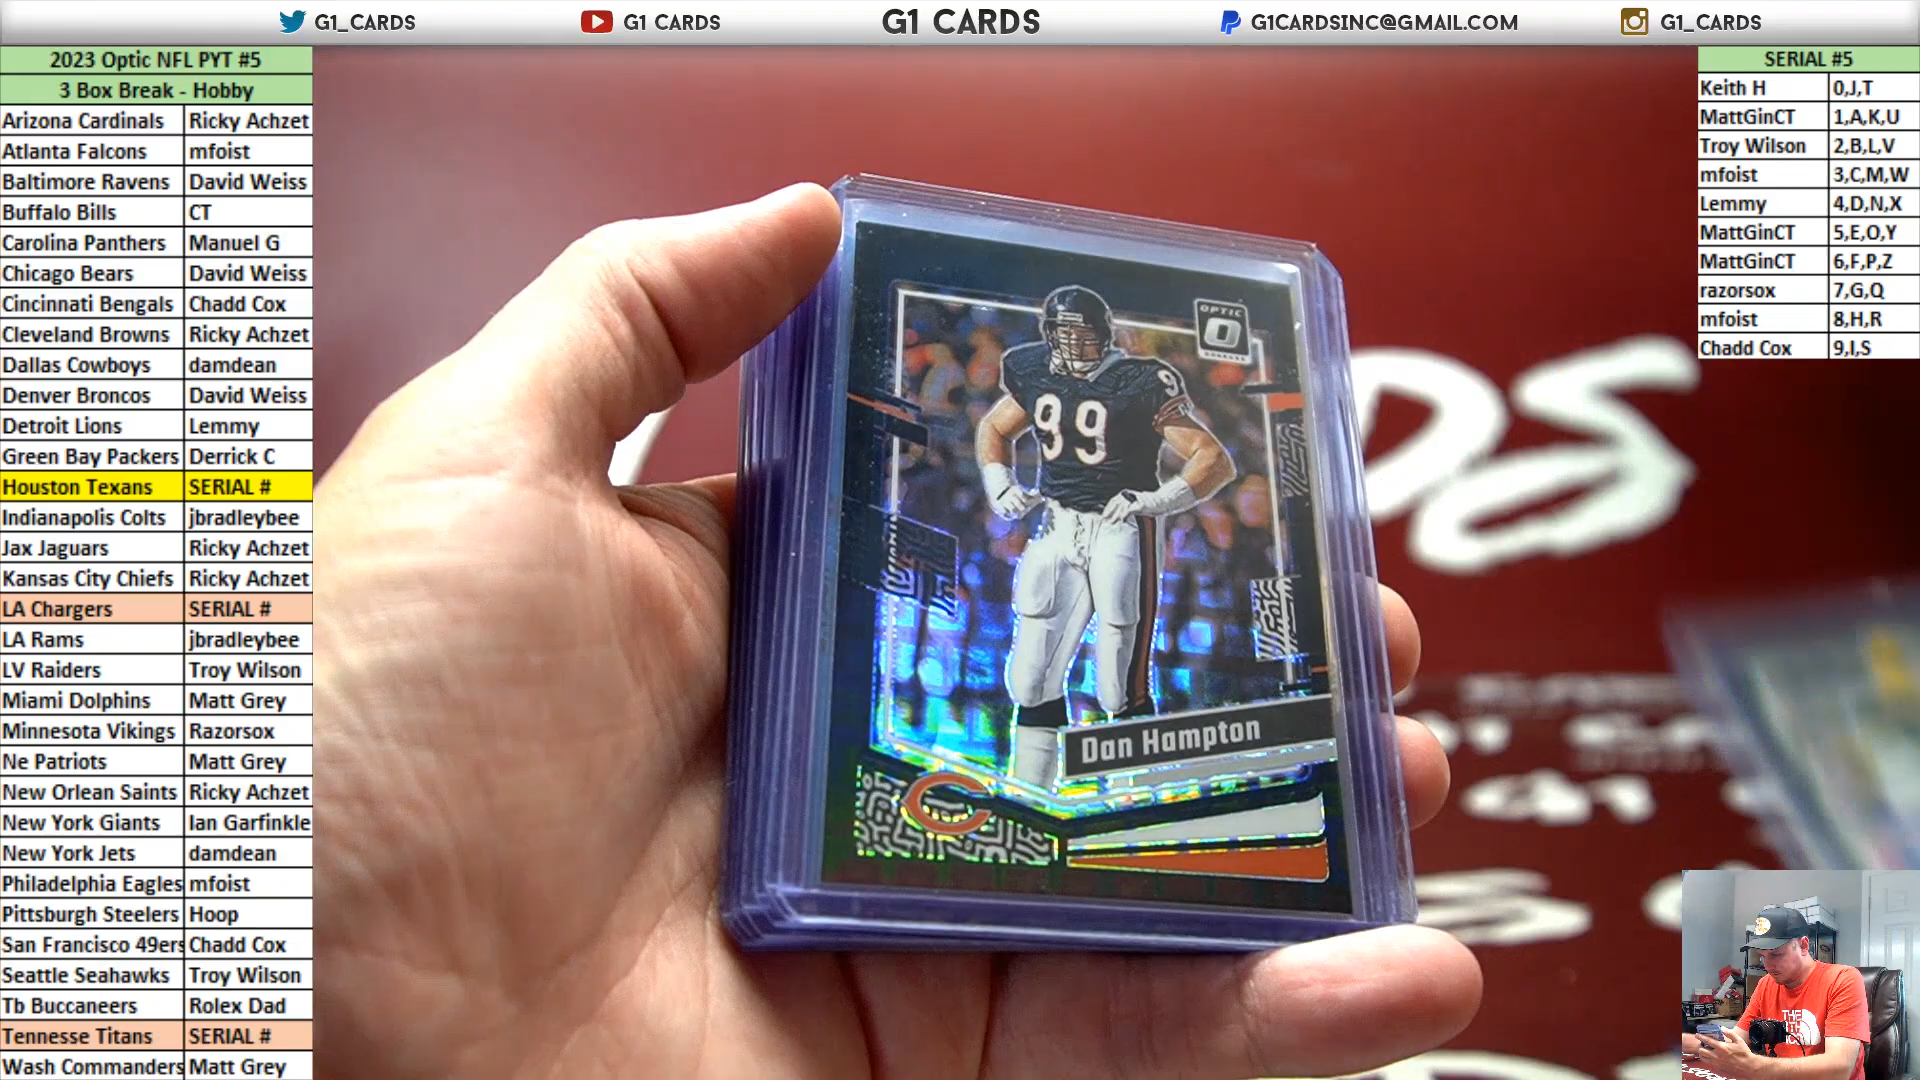 G1_CARDS G1 CARDS G1 CARDS G1CARDSINC@GMAIL.COM G1_CARDS
2023 Optic NFL PYT #5
3 Box Break - Hobby
Arizona Cardinals Ricky Achzet
Atlanta Falcons mfoist
Baltimore Ravens David Weiss
Buffalo Bills CT
Carolina Panthers Manuel G
Chicago Bears David Weiss
Cincinnati Bengals Chadd Cox
Cleveland Browns Ricky Achzet
Dallas Cowboys damdean
Denver Broncos David Weiss
Detroit Lions Lemmy
Green Bay Packers Derrick C
Houston Texans SERIAL #
Indianapolis Colts jbradleybee
Jax Jaguars Ricky Achzet
Kansas City Chiefs Ricky Achzet
LA Chargers SERIAL #
LA Rams jbradleybee
LV Raiders Troy Wilson
Miami Dolphins Matt Grey
Minnesota Vikings Razorsox
Ne Patriots Matt Grey
New Orlean Saints Ricky Achzet
New York Giants Ian Garfinkle
New York Jets damdean
Philadelphia Eagles mfoist
Pittsburgh Steelers Hoop
San Francisco 49ers Chadd Cox
Seattle Seahawks Troy Wilson
Tb Buccaneers Rolex Dad
Tennesse Titans SERIAL #
Wash Commanders Matt Grey
OPTIC
99
9
Dan Hampton
C
DS
SERIAL #5
Keith H 0,J,T
MattGinCT 1,A,K,U
Troy Wilson 2,B,L,V
mfoist 3,C,M,W
Lemmy 4,D,N,X
MattGinCT 5,E,O,Y
MattGinCT 6,F,P,Z
razorsox 7,G,Q
mfoist 8,H,R
Chadd Cox 9,I,S
THE